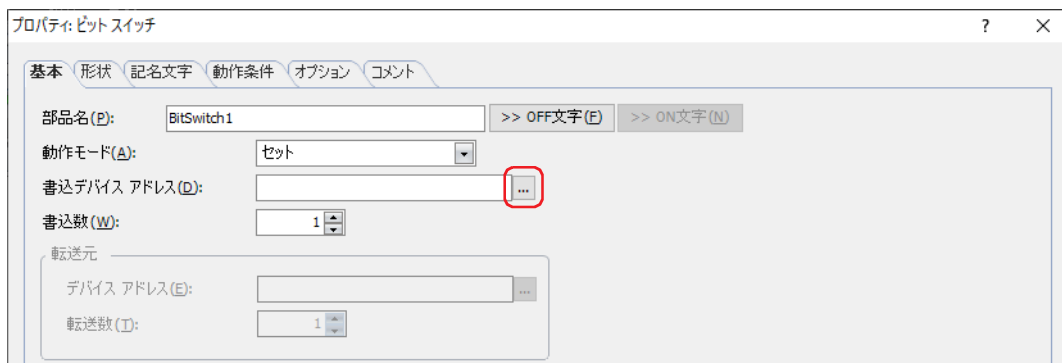 プロパティ: ビット スイッチ ?
基本 形状 記名文字 動作条件 オプション コメント
部品名(P): BitSwitch1 >> OFF文字(F) >> ON文字(N)
動作モード(A): セット
書込デバイス アドレス(D): ...
書込数(W): 1
転送元
デバイス アドレス(E): ...
転送数(T): 1